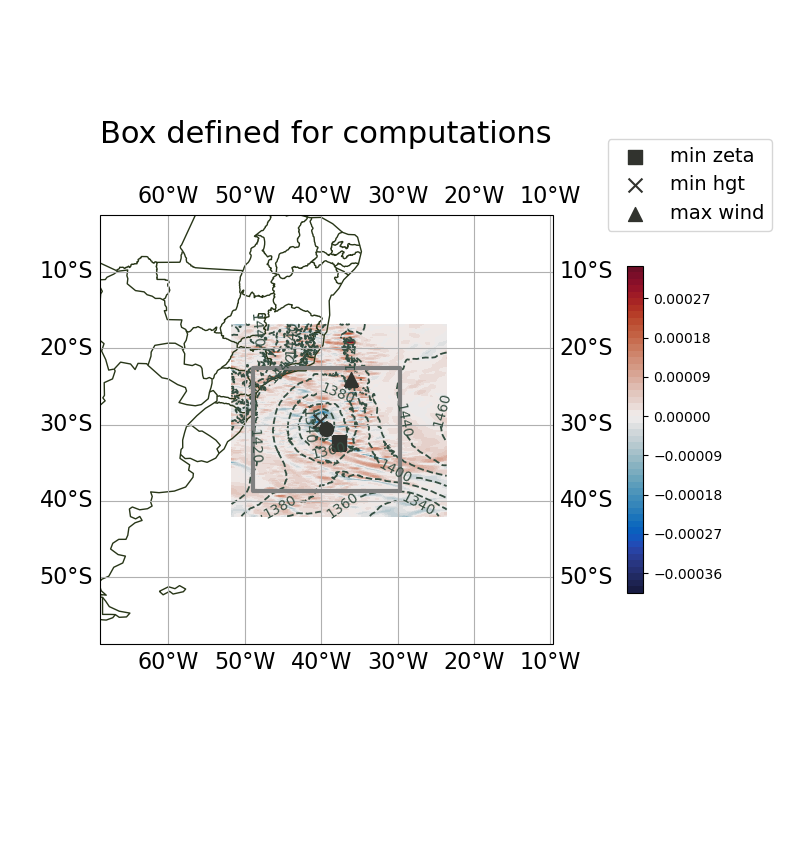 Box defined for computations
min zeta
min hgt
max wind
60°W 50°W 40°W 30°W 20°W 10°W
10°S 10°S
20°S 20°S
30°S 30°S
40°S 40°S
50°S 50°S
60°W 50°W 40°W 30°W 20°W 10°W
0.00027
0.00018
0.00009
0.00000
−0.00009
−0.00018
−0.00027
−0.00036
1380
1460
1440
1420
1400
1380
1360
1340